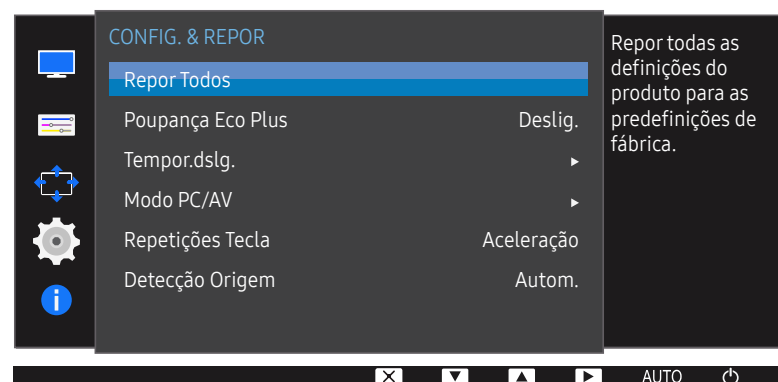 CONFIG. & REPOR
Repor Todos
Poupança Eco Plus Deslig.
Tempor.dslg.
Modo PC/AV
Repetições Tecla Aceleração
Detecção Origem Autom.
Repor todas as
definições do
produto para as
predefinições de
fábrica.
AUTO